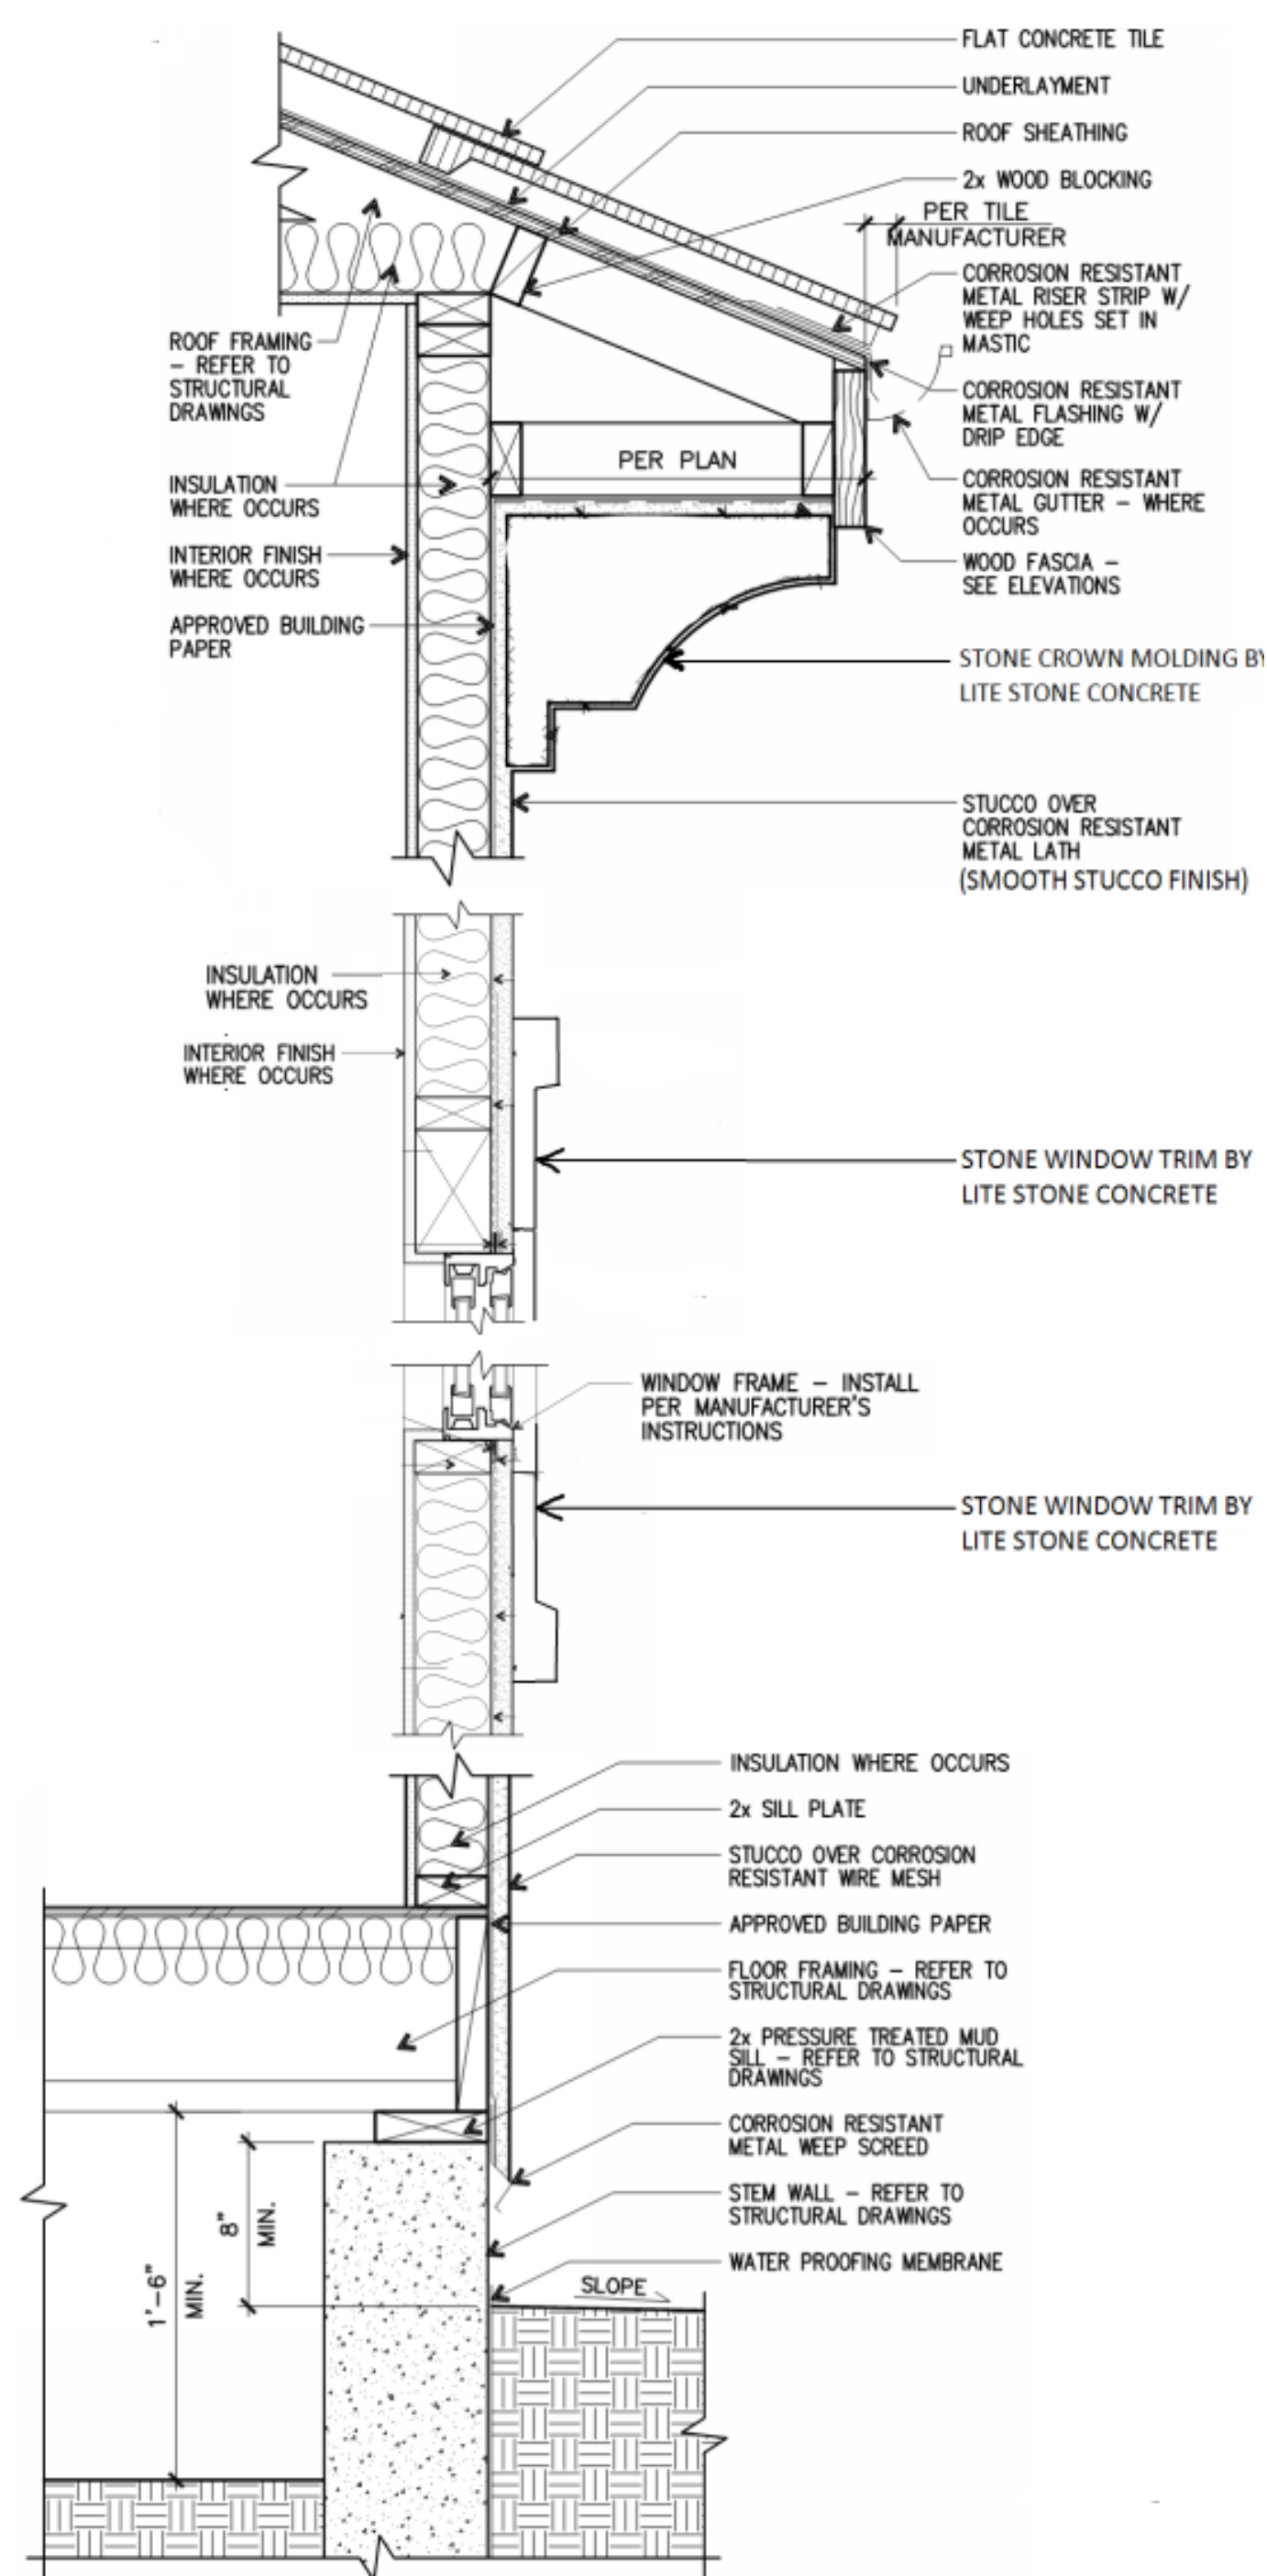 FLAT CONCRETE TILE
UNDERLAYMENT
ROOF SHEATHING
2x WOOD BLOCKING
PER TILE
MANUFACTURER
CORROSION RESISTANT
METAL RISER STRIP W/
WEEP HOLES SET IN
MASTIC
ROOF FRAMING
– REFER TO
STRUCTURAL
DRAWINGS
CORROSION RESISTANT
METAL FLASHING W/
DRIP EDGE
PER PLAN
INSULATION
WHERE OCCURS
CORROSION RESISTANT
METAL GUTTER – WHERE
OCCURS
INTERIOR FINISH
WHERE OCCURS
WOOD FASCIA –
SEE ELEVATIONS
APPROVED BUILDING
PAPER
STONE CROWN MOLDING BY
LITE STONE CONCRETE
STUCCO OVER
CORROSION RESISTANT
METAL LATH
(SMOOTH STUCCO FINISH)
INSULATION
WHERE OCCURS
INTERIOR FINISH
WHERE OCCURS
STONE WINDOW TRIM BY
LITE STONE CONCRETE
WINDOW FRAME – INSTALL
PER MANUFACTURER'S
INSTRUCTIONS
STONE WINDOW TRIM BY
LITE STONE CONCRETE
INSULATION WHERE OCCURS
2x SILL PLATE
STUCCO OVER CORROSION
RESISTANT WIRE MESH
APPROVED BUILDING PAPER
FLOOR FRAMING – REFER TO
STRUCTURAL DRAWINGS
2x PRESSURE TREATED MUD
SILL – REFER TO STRUCTURAL
DRAWINGS
CORROSION RESISTANT
METAL WEEP SCREED
STEM WALL – REFER TO
STRUCTURAL DRAWINGS
WATER PROOFING MEMBRANE
SLOPE
8"
MIN.
1'–6"
MIN.